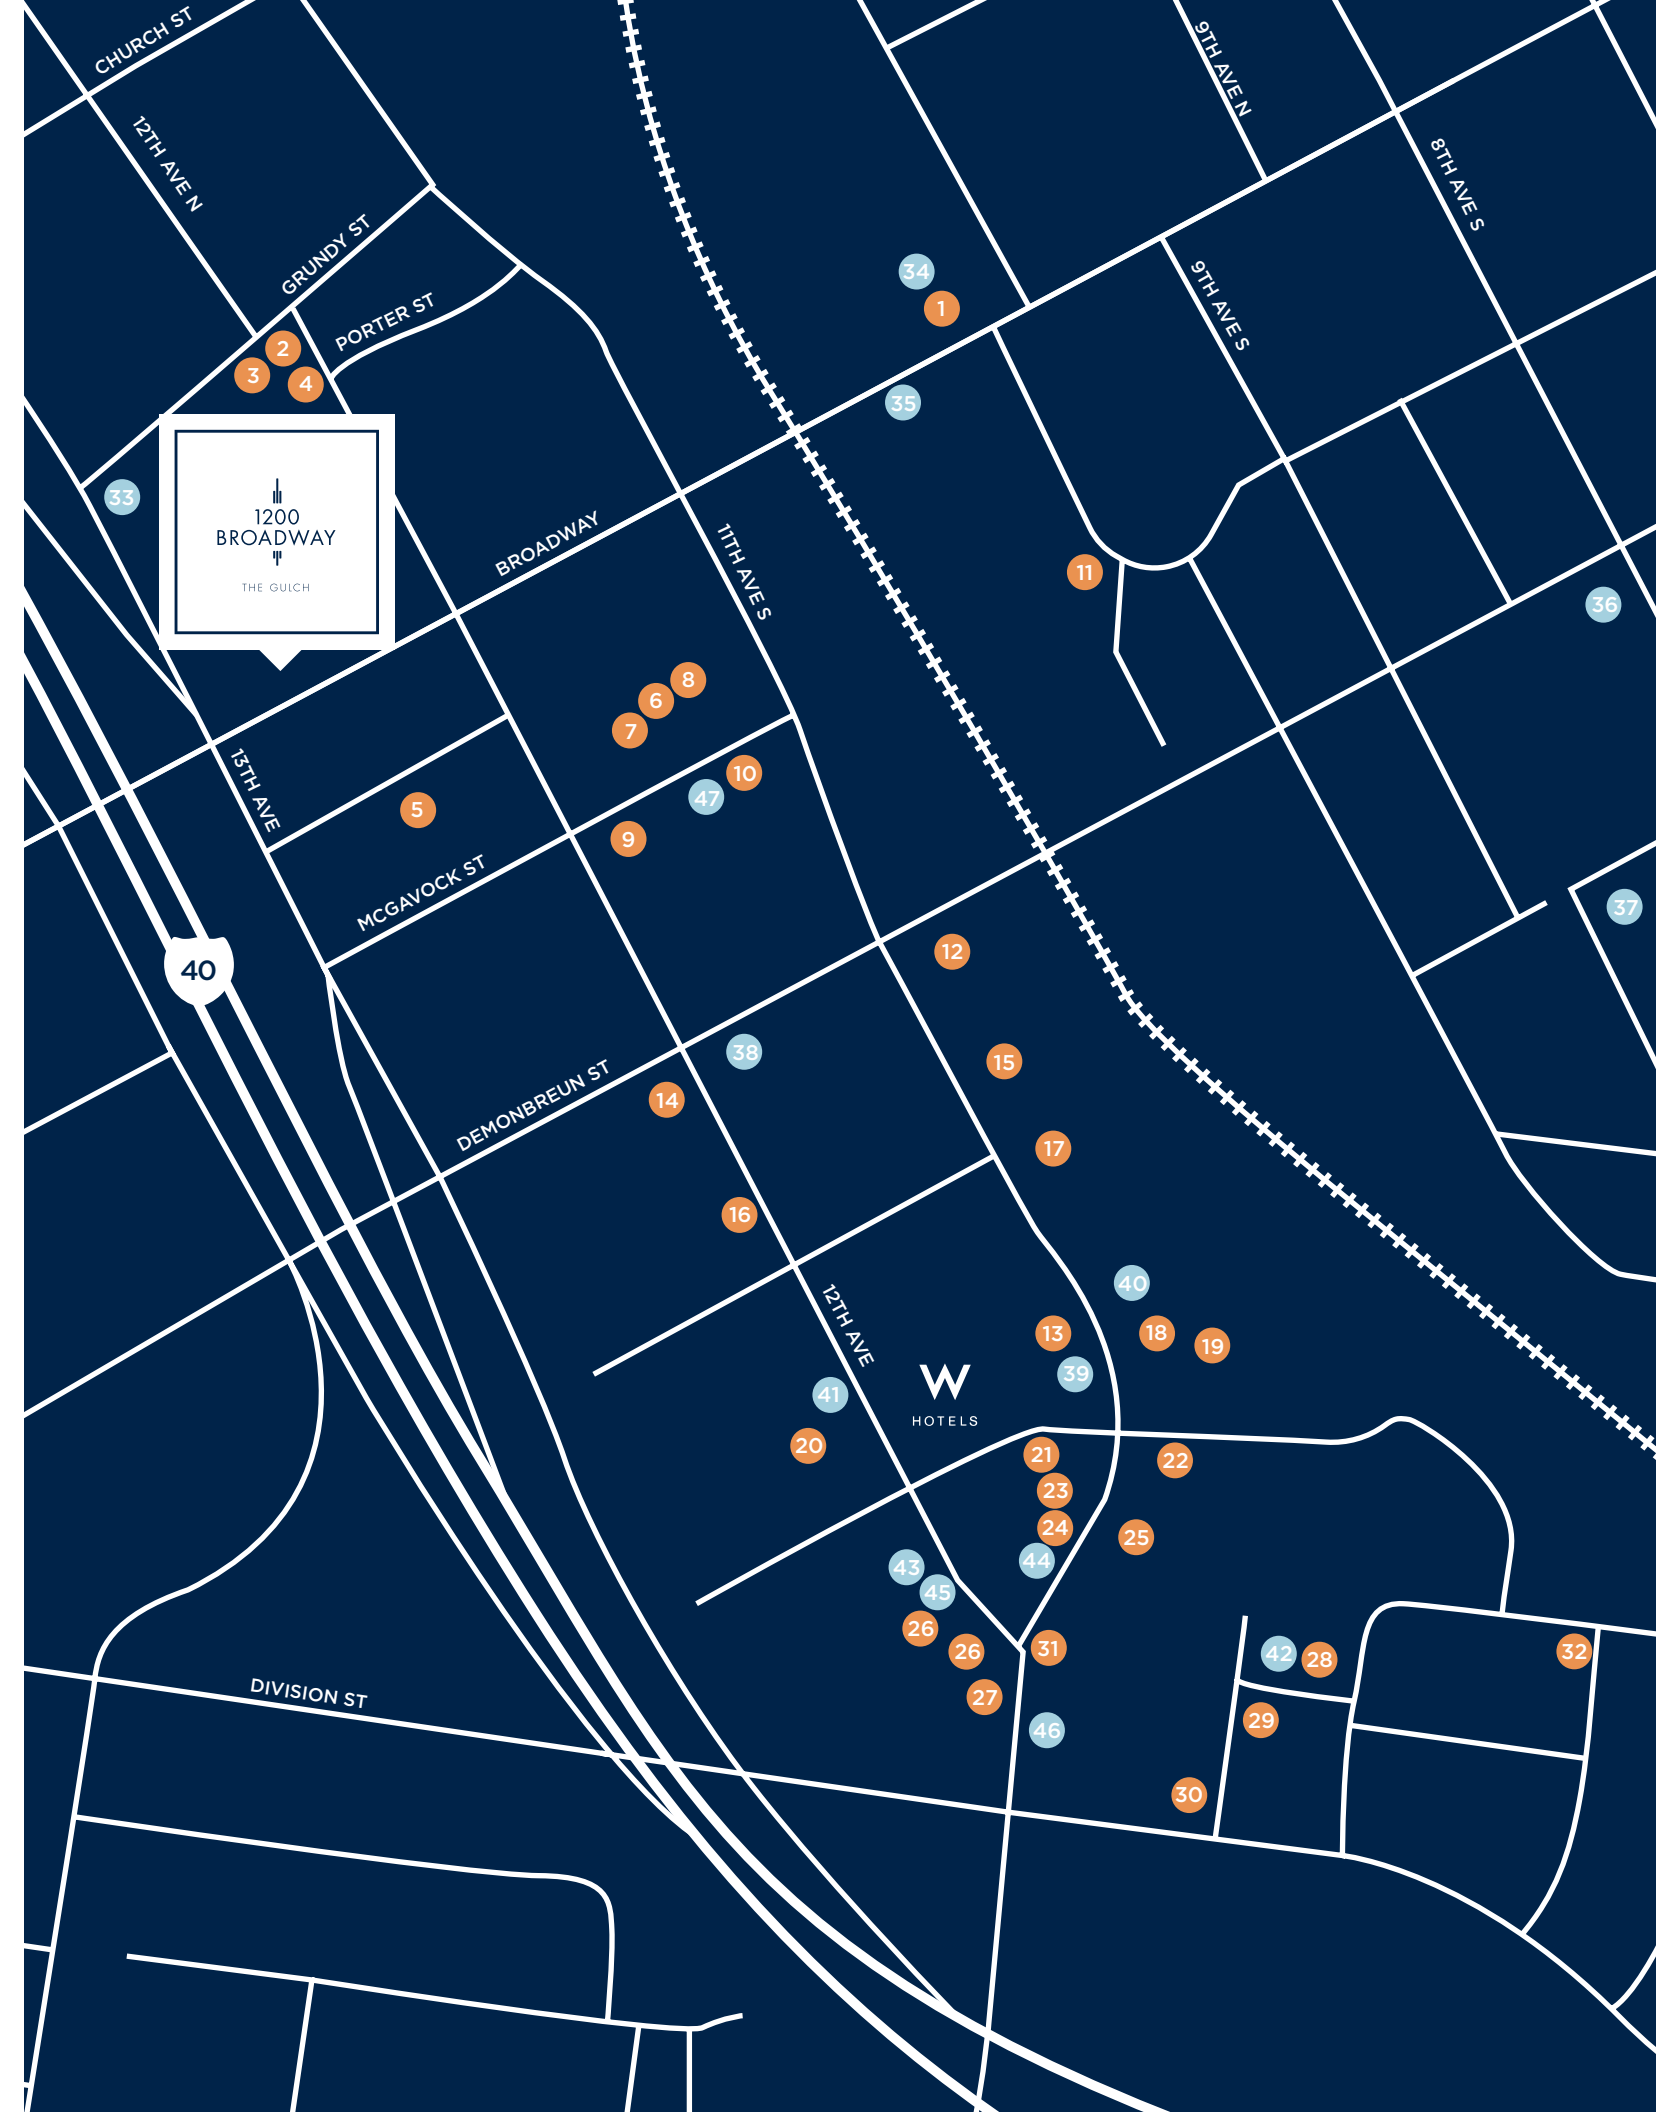 CHURCH ST
9TH AVE N
12TH AVE N
8TH AVE S
GRUNDY ST
34
9TH AVE S
1
PORTER ST
2
3
4
35
33
1200
BROADWAY
THE GULCH
BROADWAY
11TH AVE S
11
36
8
6
7
10
47
13TH AVE
5
9
MCGAVOCK ST
37
12
40
38
15
DEMONBREUN ST
14
17
16
40
12TH AVE
13
18
19
39
41
W
HOTELS
20
21
22
23
24
25
44
43
45
26
26
31
42
28
32
27
DIVISION ST
29
46
30